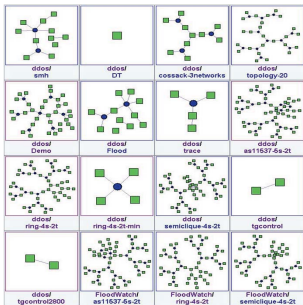 ddos/
smh
ddos/
DT
ddos/
cossack-3networks
ddos/
topology-20
ddos/
Demo
ddos/
Flood
ddos/
trace
ddos/
as11537-5s-2t
ddos/
ring-4s-2t
ddos/
ring-4s-2t-min
ddos/
semiclique-4s-2t
ddos/
tgcontrol
ddos/
tgcontrol2800
FloodWatch/
as11537-5s-2t
FloodWatch/
ring-4s-2t
FloodWatch/
semiclique-4s-2t